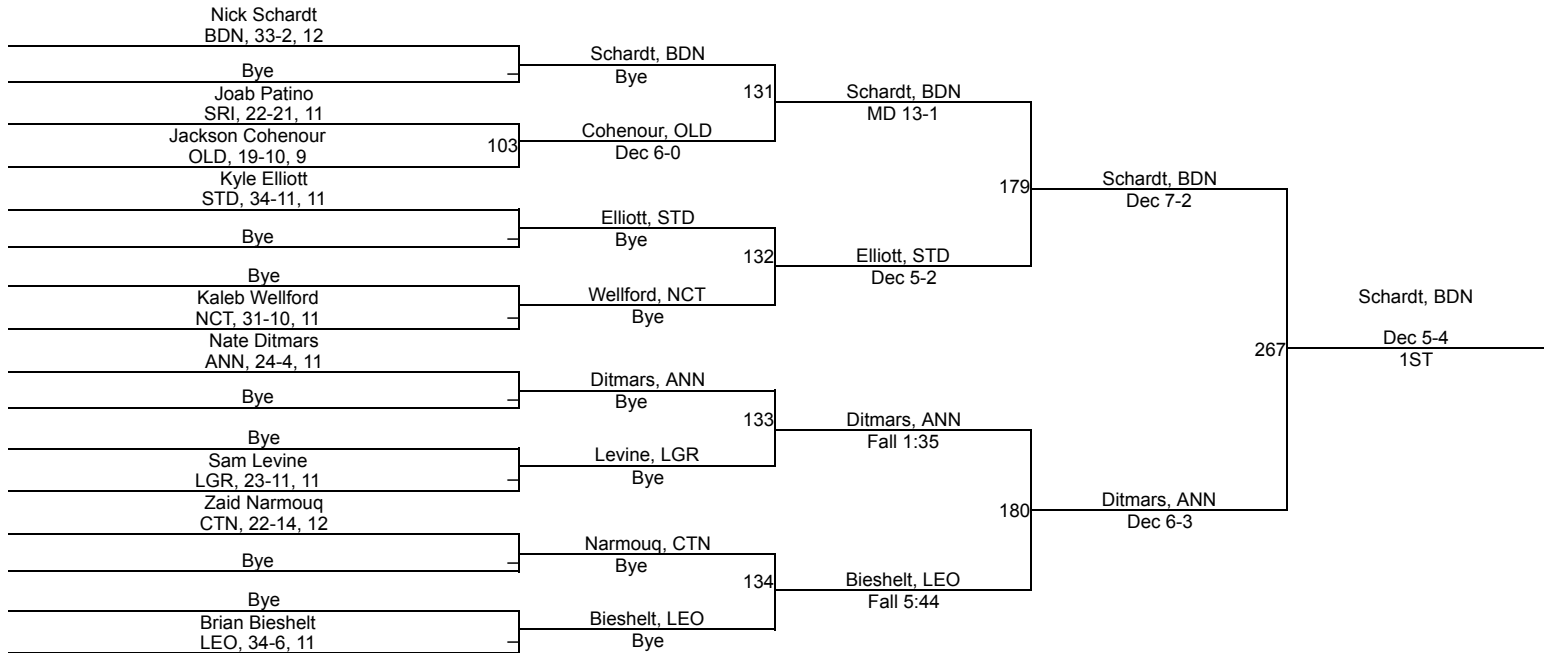 Nick Schardt
BDN, 33-2, 12
Bye
Joab Patino
SRI, 22-21, 11
Jackson Cohenour
OLD, 19-10, 9
Kyle Elliott
STD, 34-11, 11
Bye
Bye
Kaleb Wellford
NCT, 31-10, 11
Nate Ditmars
ANN, 24-4, 11
Bye
Bye
Sam Levine
LGR, 23-11, 11
Zaid Narmouq
CTN, 22-14, 12
Bye
Bye
Brian Bieshelt
LEO, 34-6, 11
–
103
–
–
–
–
–
–
Schardt, BDN
Bye
Cohenour, OLD
Dec 6-0
Elliott, STD
Bye
Wellford, NCT
Bye
Ditmars, ANN
Bye
Levine, LGR
Bye
Narmouq, CTN
Bye
Bieshelt, LEO
Bye
131
132
133
134
Schardt, BDN
MD 13-1
Elliott, STD
Dec 5-2
Ditmars, ANN
Fall 1:35
Bieshelt, LEO
Fall 5:44
179
180
Schardt, BDN
Dec 7-2
Ditmars, ANN
Dec 6-3
267
Schardt, BDN
Dec 5-4
1ST